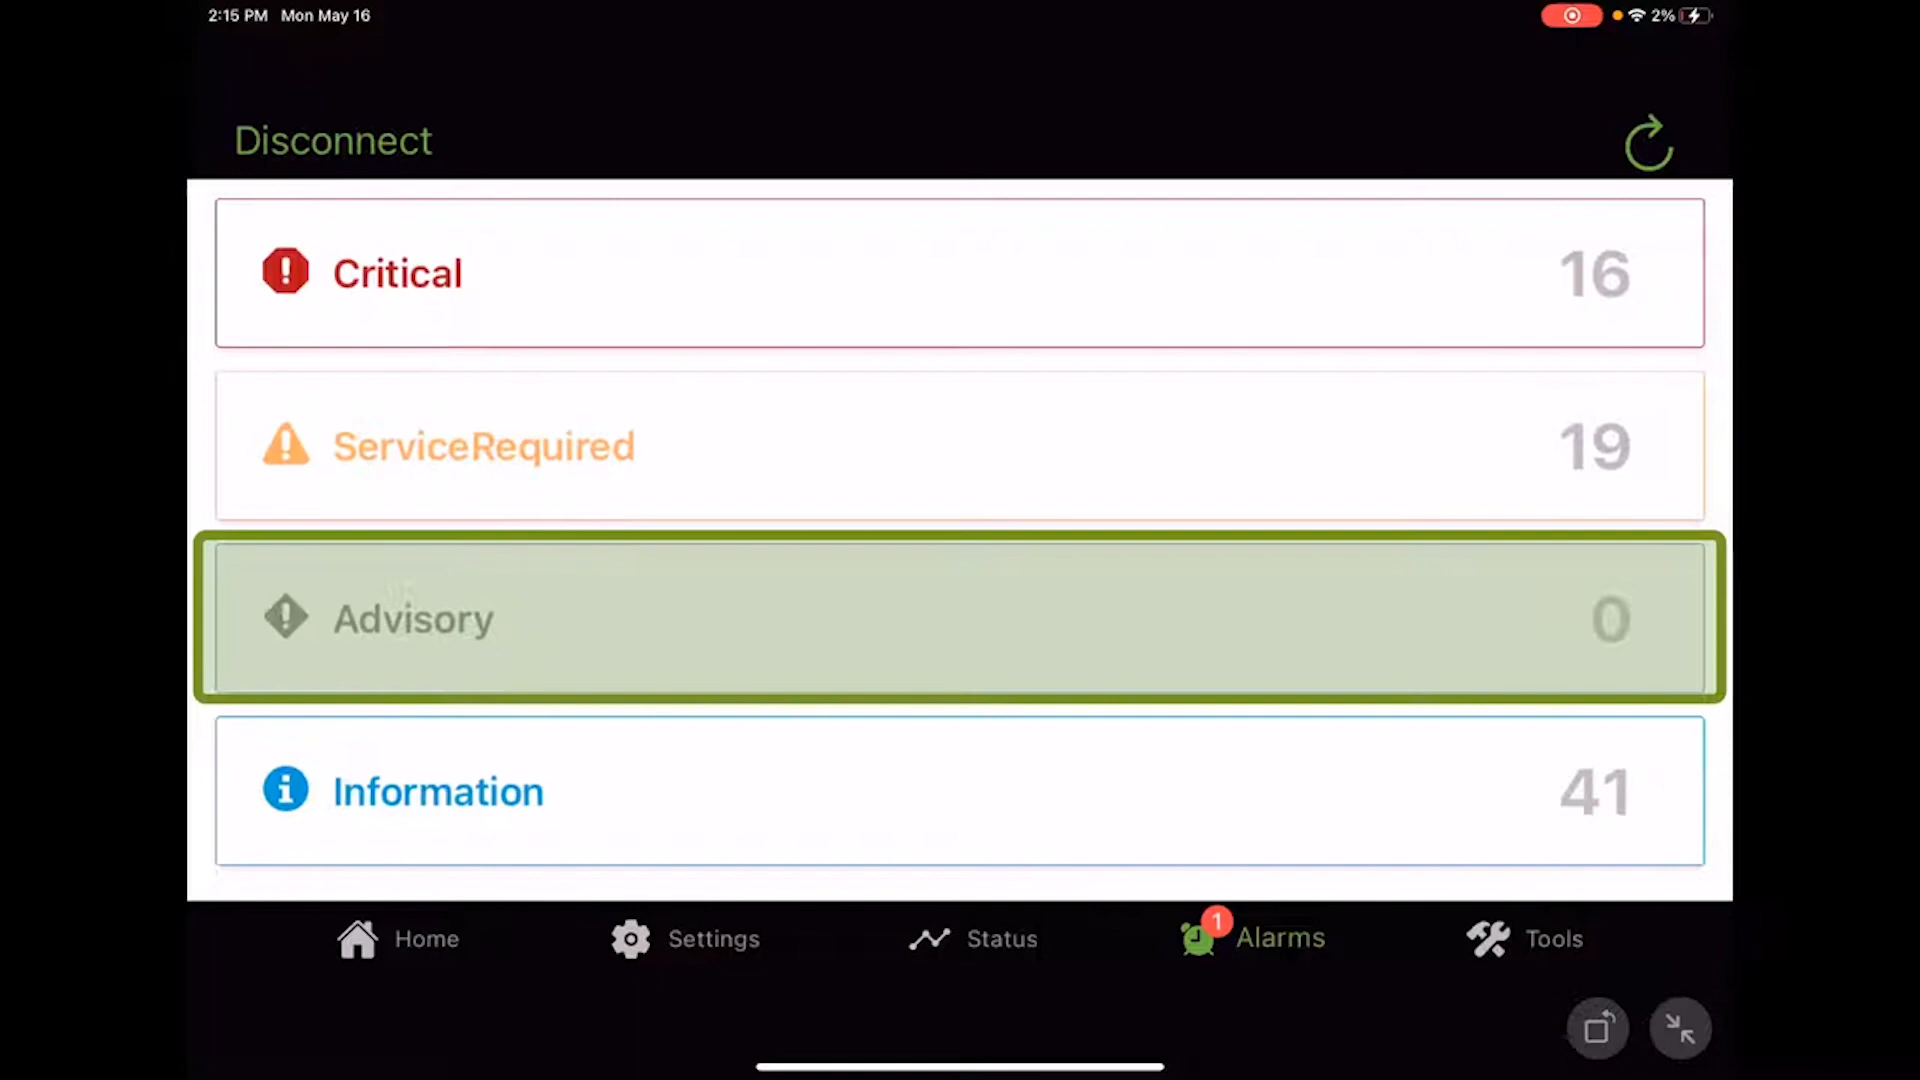 2:15 PM Mon May 16
2%
Disconnect
Critical 16
ServiceRequired 19
Advisory 0
Information 41
Home Settings Status 1 Alarms Tools